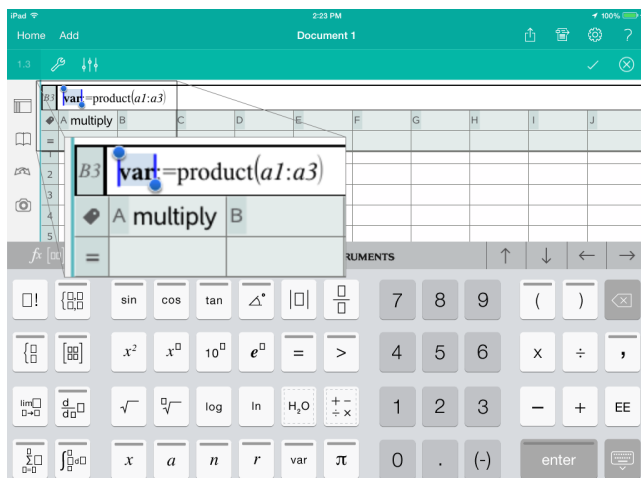 iPad 2:23 PM 100%
Home Add Document 1 ?
1.3
B3 var:=product(a1:a3)
A multiply B C D E F G H I J
=
1
2
3
4
5
B3 var:=product(a1:a3)
A multiply B
=
fx RUMENTS ↑ ↓ ← →
□! {□,□ □,□ sin cos tan ∠° |□| □/□ 7 8 9 ( )
{□ □ [□□ □□] x² x^□ 10^□ e^□ = > 4 5 6 x ÷ ,
lim□ □→□ d/d□ □ √ □√ log ln H₂O + − ÷ × 1 2 3 − + EE
Σ□ □=□ ∫□d□ x a n r var π 0 . (-) enter